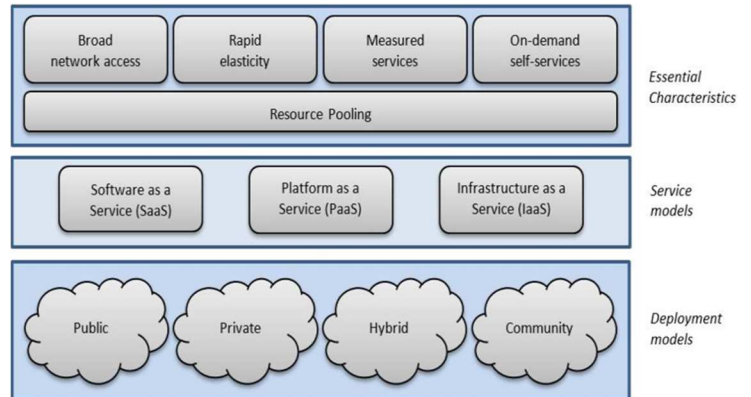 Broad
network access
Rapid
elasticity
Measured
services
On-demand
self-services
Resource Pooling
Essential
Characteristics
Software as a
Service (SaaS)
Platform as a
Service (PaaS)
Infrastructure as a
Service (IaaS)
Service
models
Public
Private
Hybrid
Community
Deployment
models